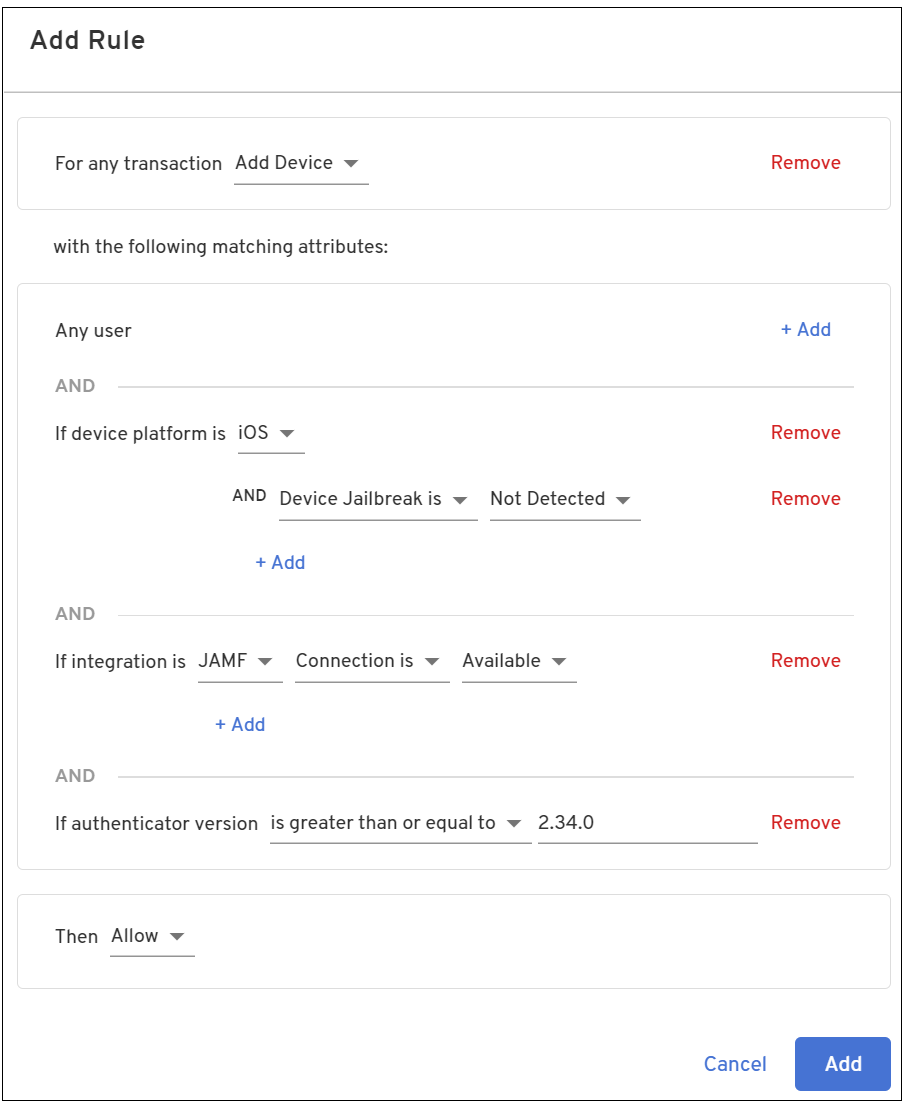 Add Rule
For any transaction Add Device Remove
with the following matching attributes:
Any user + Add
AND
If device platform is iOS Remove
AND Device Jailbreak is Not Detected Remove
+ Add
AND
If integration is JAMF Connection is Available Remove
+ Add
AND
If authenticator version is greater than or equal to 2.34.0 Remove
Then Allow
Cancel Add